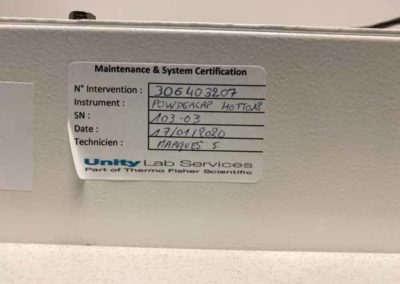 Maintenance & System Certification
N° Intervention : 306403207
Instrument : POWDERCAP
SN : 103-03
Date : 17/01/2020
Technicien : MARQUES S
Unity Lab Services
Part of Thermo Fisher Scientific